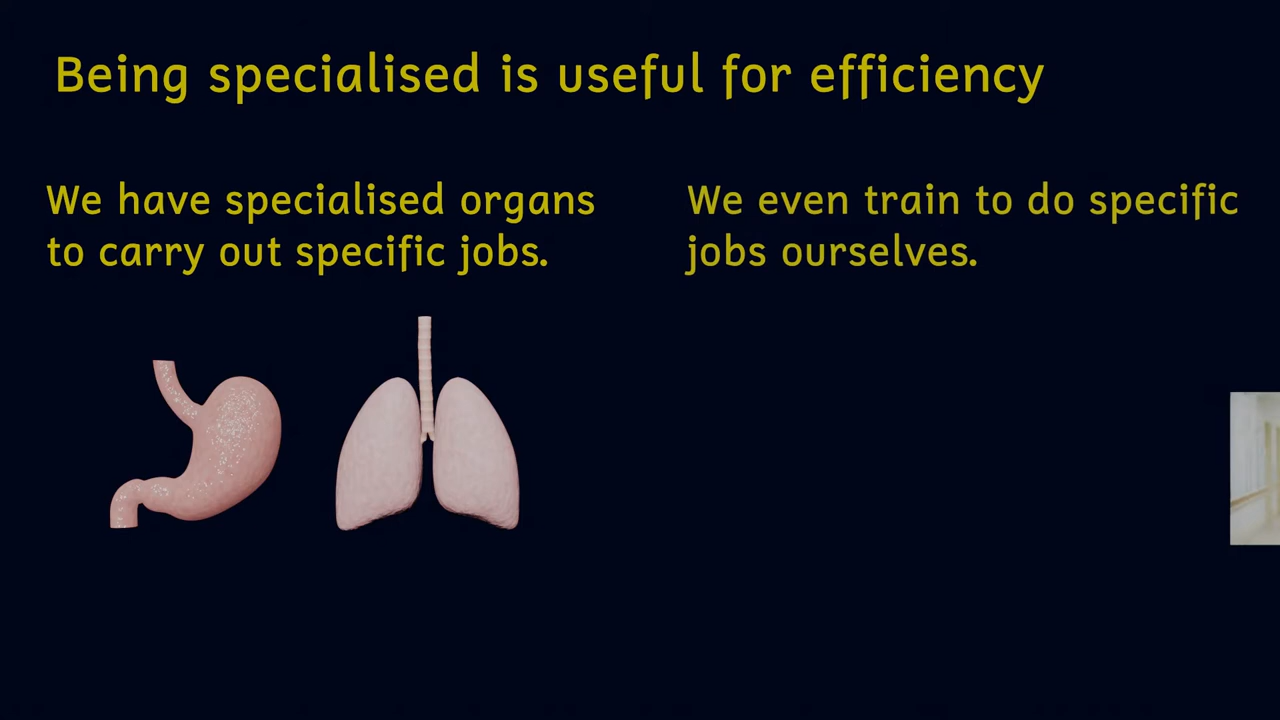 Being specialised is useful for efficiency
We have specialised organs
to carry out specific jobs.
We even train to do specific
jobs ourselves.